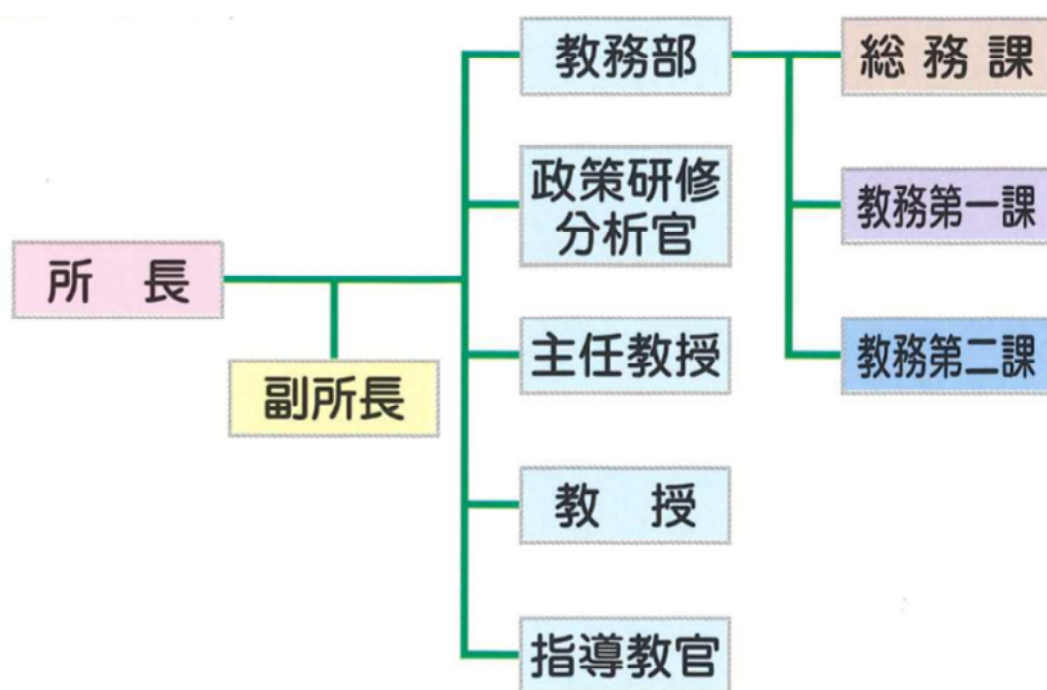 所　長
副所長
教務部
政策研修
分析官
主任教授
教　授
指導教官
総 務 課
教務第一課
教務第二課